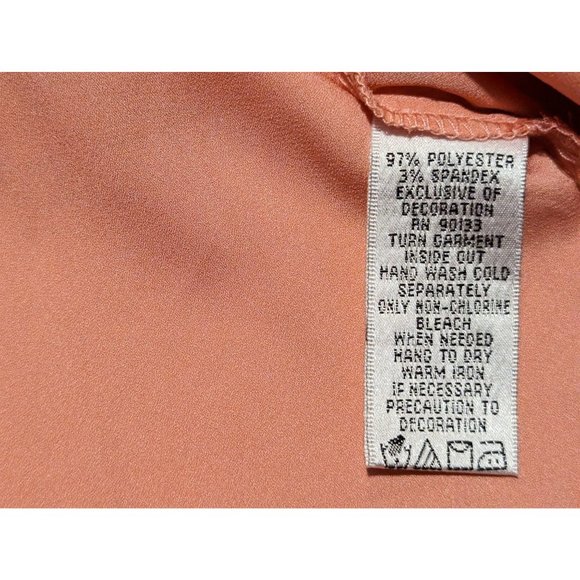 97% POLYESTER
3% SPANDEX
EXCLUSIVE OF
DECORATION
RN 90133
TURN GARMENT
INSIDE OUT
HAND WASH COLD
SEPARATELY
ONLY NON-CHLORINE
BLEACH
WHEN NEEDED
HANG TO DRY
WARM IRON
IF NECESSARY
PRECAUTION TO
DECORATION